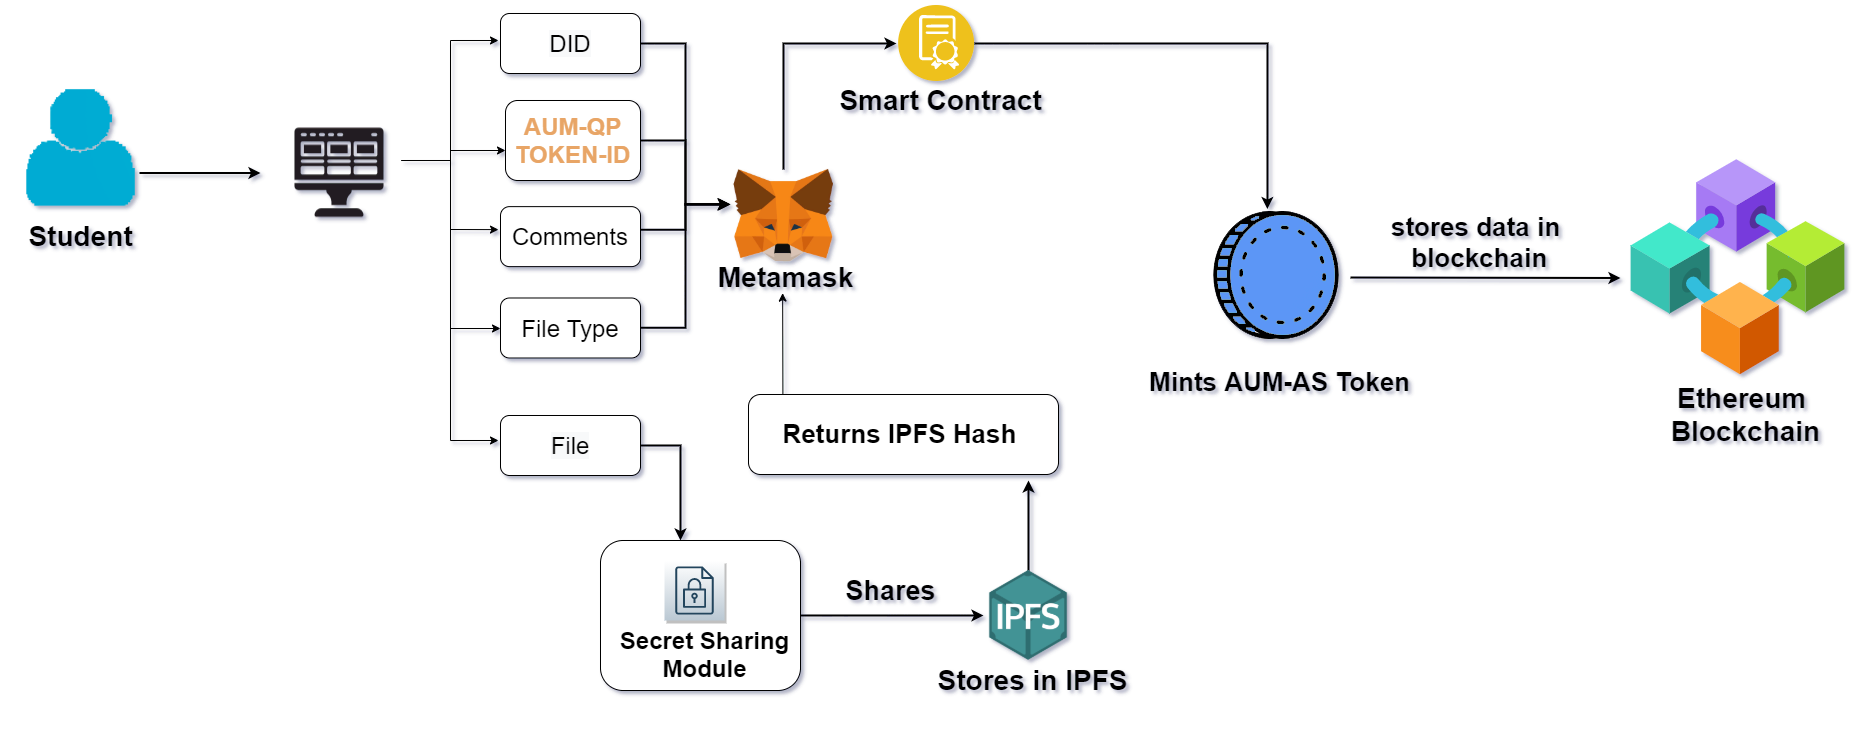 DID
AUM-QP
TOKEN-ID
Comments
File Type
File
Student
Metamask
Smart Contract
Mints AUM-AS Token
stores data in
blockchain
Ethereum
Blockchain
Returns IPFS Hash
Secret Sharing
Module
Shares
IPFS
Stores in IPFS